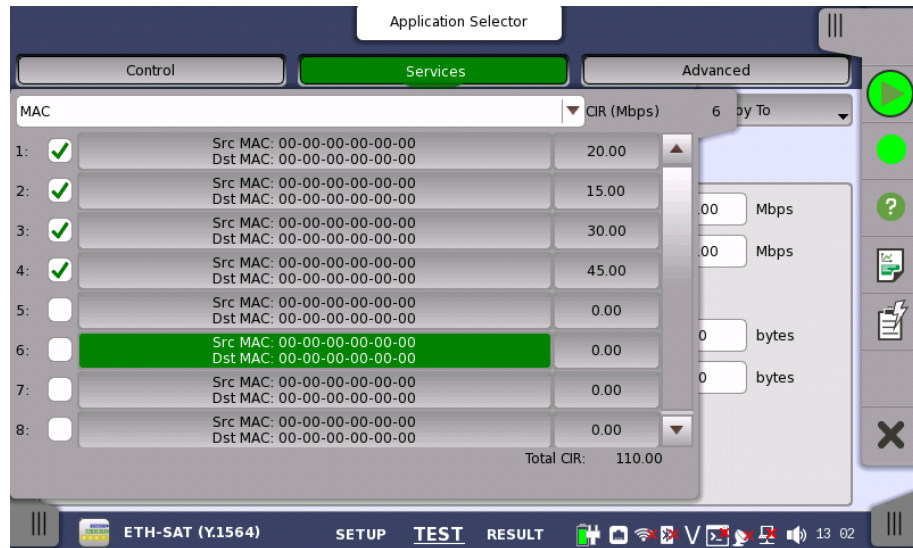 Application Selector
Control Services Advanced
MAC CIR (Mbps) 6 by To
1: Src MAC: 00-00-00-00-00-00
Dst MAC: 00-00-00-00-00-00 20.00
2: Src MAC: 00-00-00-00-00-00
Dst MAC: 00-00-00-00-00-00 15.00
.00 Mbps
3: Src MAC: 00-00-00-00-00-00
Dst MAC: 00-00-00-00-00-00 30.00
.00 Mbps
4: Src MAC: 00-00-00-00-00-00
Dst MAC: 00-00-00-00-00-00 45.00
5: Src MAC: 00-00-00-00-00-00
Dst MAC: 00-00-00-00-00-00 0.00
6: Src MAC: 00-00-00-00-00-00
Dst MAC: 00-00-00-00-00-00 0.00
0 bytes
7: Src MAC: 00-00-00-00-00-00
Dst MAC: 00-00-00-00-00-00 0.00
0 bytes
8: Src MAC: 00-00-00-00-00-00
Dst MAC: 00-00-00-00-00-00 0.00
Total CIR: 110.00
ETH-SAT (Y.1564) SETUP TEST RESULT 13 02